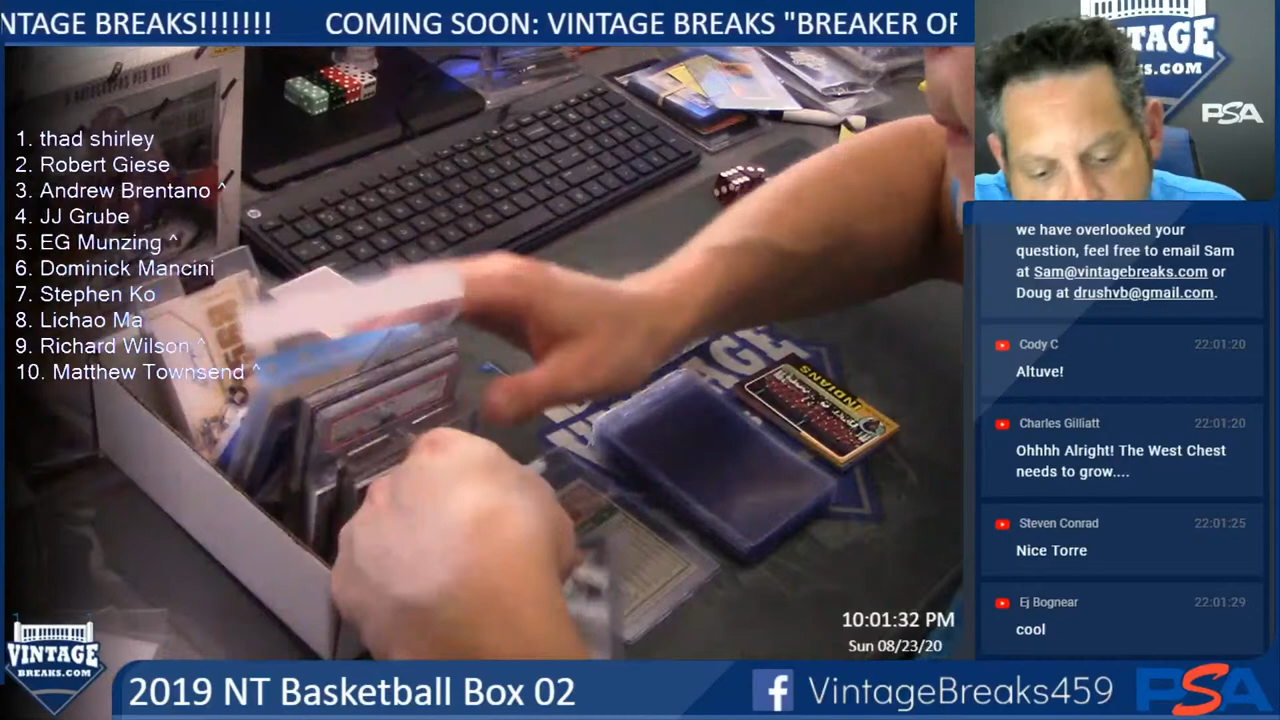 NTAGE BREAKS!!!!!!! COMING SOON: VINTAGE BREAKS "BREAKER OF
TAGE
.COM
PSA
1. thad shirley
2. Robert Giese
3. Andrew Brentano ^
4. JJ Grube
5. EG Munzing ^
6. Dominick Mancini
7. Stephen Ko
8. Lichao Ma
9. Richard Wilson ^
10. Matthew Townsend ^
we have overlooked your
question, feel free to email Sam
at Sam@vintagebreaks.com or
Doug at drushvb@gmail.com.
Cody C 22:01:20
Altuve!
Charles Gilliatt 22:01:20
Ohhhh Alright! The West Chest
needs to grow....
Steven Conrad 22:01:25
Nice Torre
Ej Bognear 22:01:29
cool
INDIANS
10:01:32 PM
Sun 08/23/20
VINTAGE
BREAKS.COM
2019 NT Basketball Box 02
f VintageBreaks459
PSA